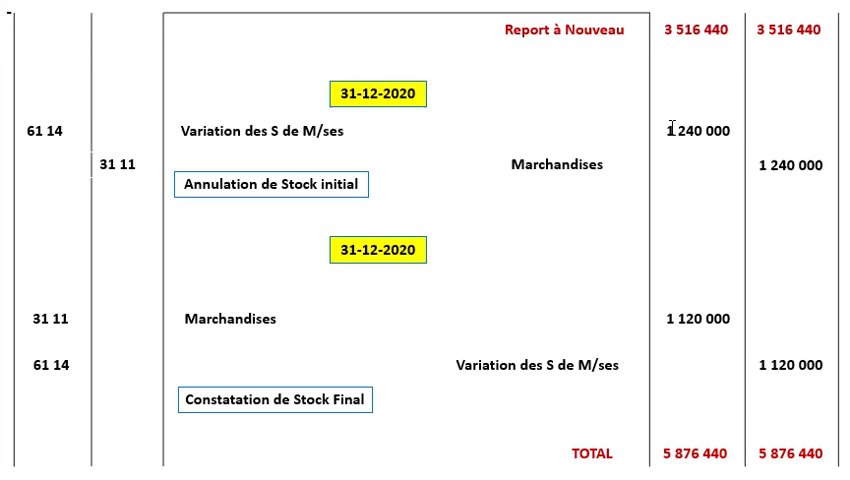 Report à Nouveau 3 516 440 3 516 440
31-12-2020
61 14 Variation des S de M/ses 1 240 000
31 11 Marchandises 1 240 000
Annulation de Stock initial
31-12-2020
31 11 Marchandises 1 120 000
61 14 Variation des S de M/ses 1 120 000
Constatation de Stock Final
TOTAL 5 876 440 5 876 440